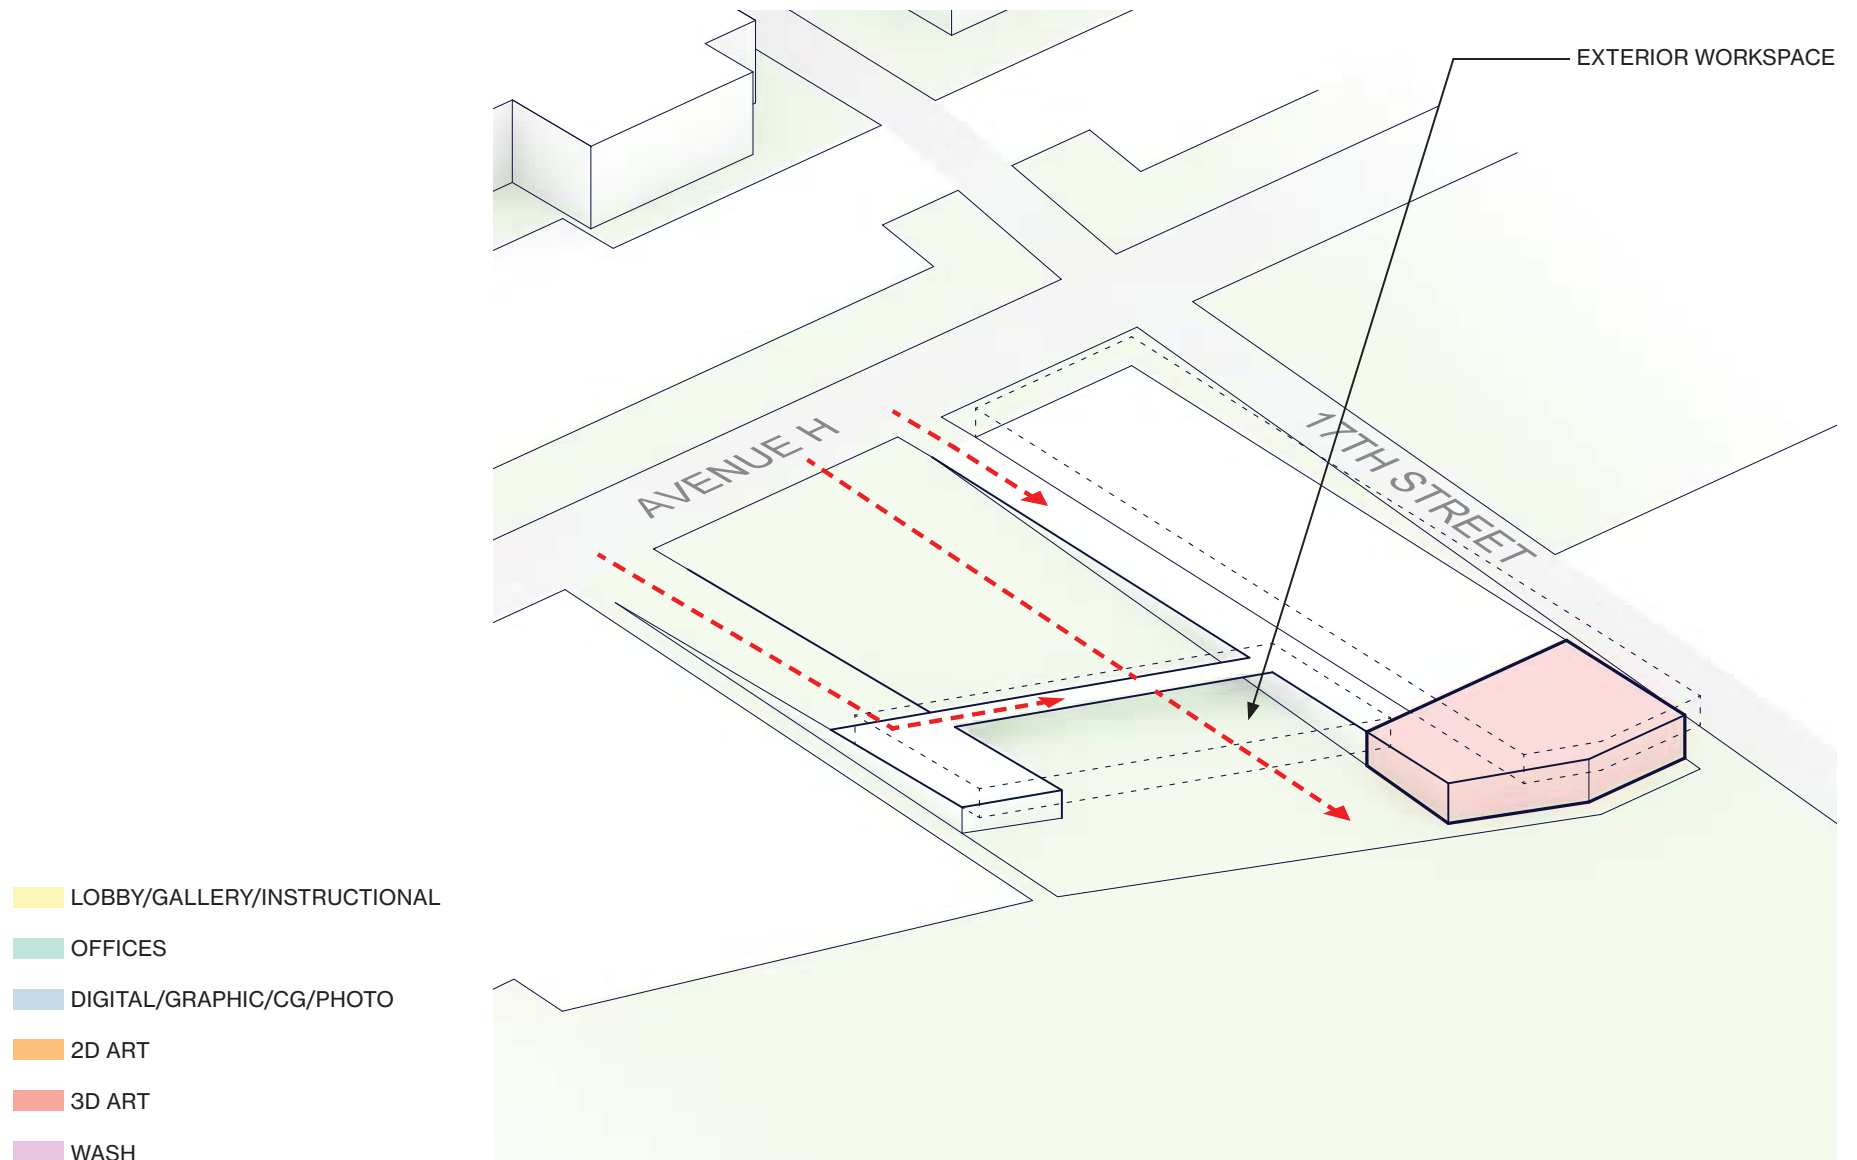 EXTERIOR WORKSPACE
AVENUE H
17TH STREET
LOBBY/GALLERY/INSTRUCTIONAL
OFFICES
DIGITAL/GRAPHIC/CG/PHOTO
2D ART
3D ART
WASH